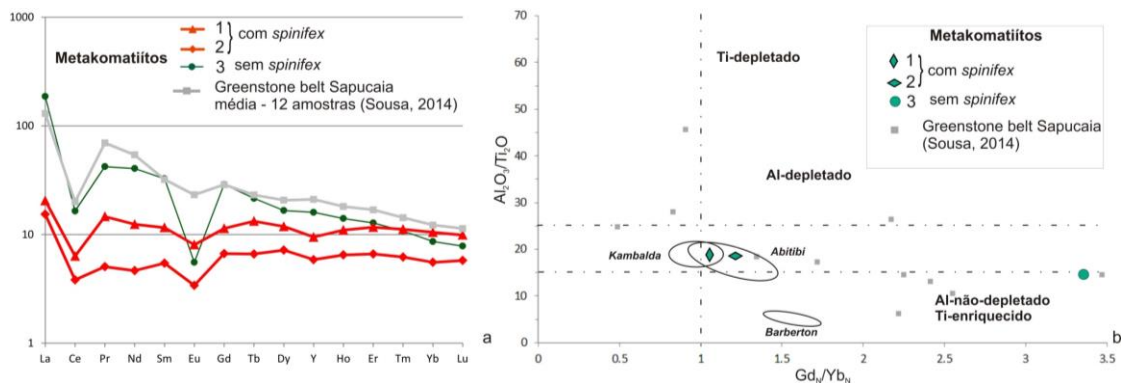 1000
100
10
1
Metakomatiítos
1
2
com spinifex
3 sem spinifex
Greenstone belt Sapucaia
média - 12 amostras (Sousa, 2014)
La Ce Pr Nd Sm Eu Gd Tb Dy Y Ho Er Tm Yb Lu
a
Al₂O₃/Ti₂O
70
60
50
40
30
20
10
0
Ti-depletado
Metakomatiítos
1
2
com spinifex
3 sem spinifex
Greenstone belt Sapucaia
(Sousa, 2014)
Al-depletado
Kambalda
Abitibi
Barberton
Al-não-depletado
Ti-enriquecido
0 0.5 1 1.5 2 2.5 3 3.5
Gd_N/Yb_N
b